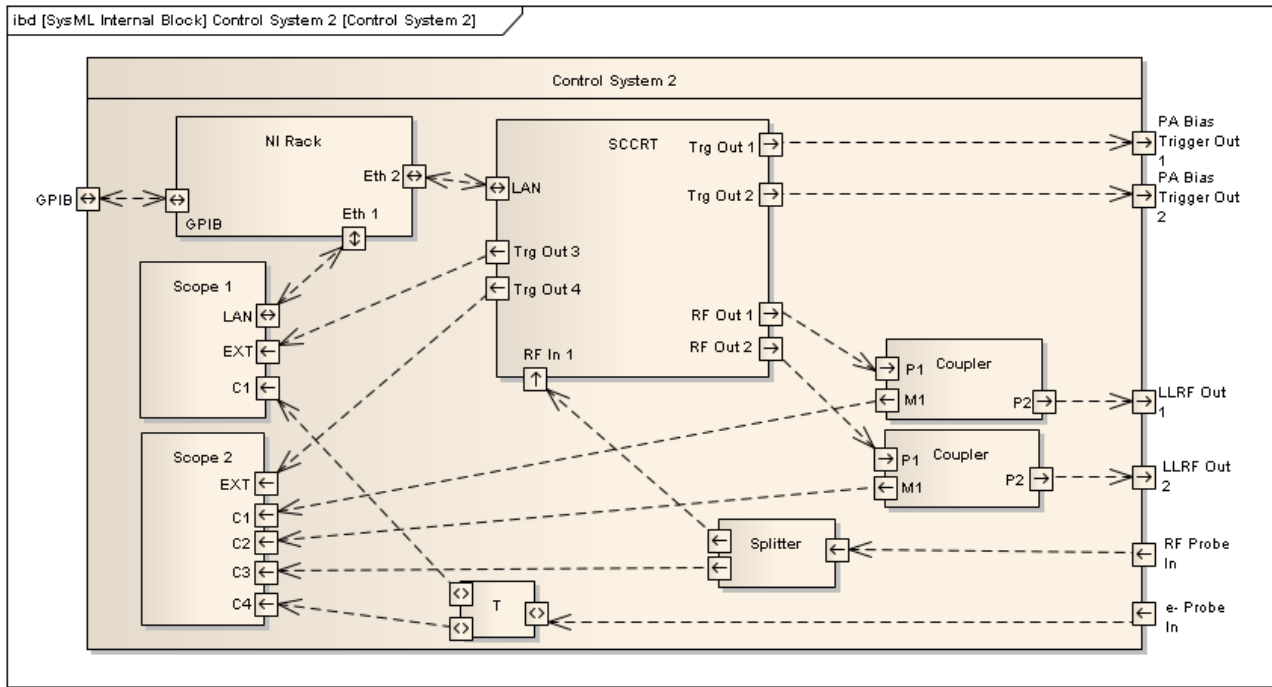 ibd [SysML Internal Block] Control System 2 [Control System 2]
Control System 2
NI Rack
Eth 2
GPIB
GPIB
Eth 1
SCCRT
Trg Out 1
LAN
Trg Out 2
Trg Out 3
Trg Out 4
RF Out 1
RF Out 2
RF In 1
PA Bias
Trigger Out
1
PA Bias
Trigger Out
2
Scope 1
LAN
EXT
C1
Coupler
P1
M1
P2
LLRF Out
1
Scope 2
EXT
C1
C2
C3
C4
Coupler
P1
M1
P2
LLRF Out
2
Splitter
RF Probe
In
T
e- Probe
In